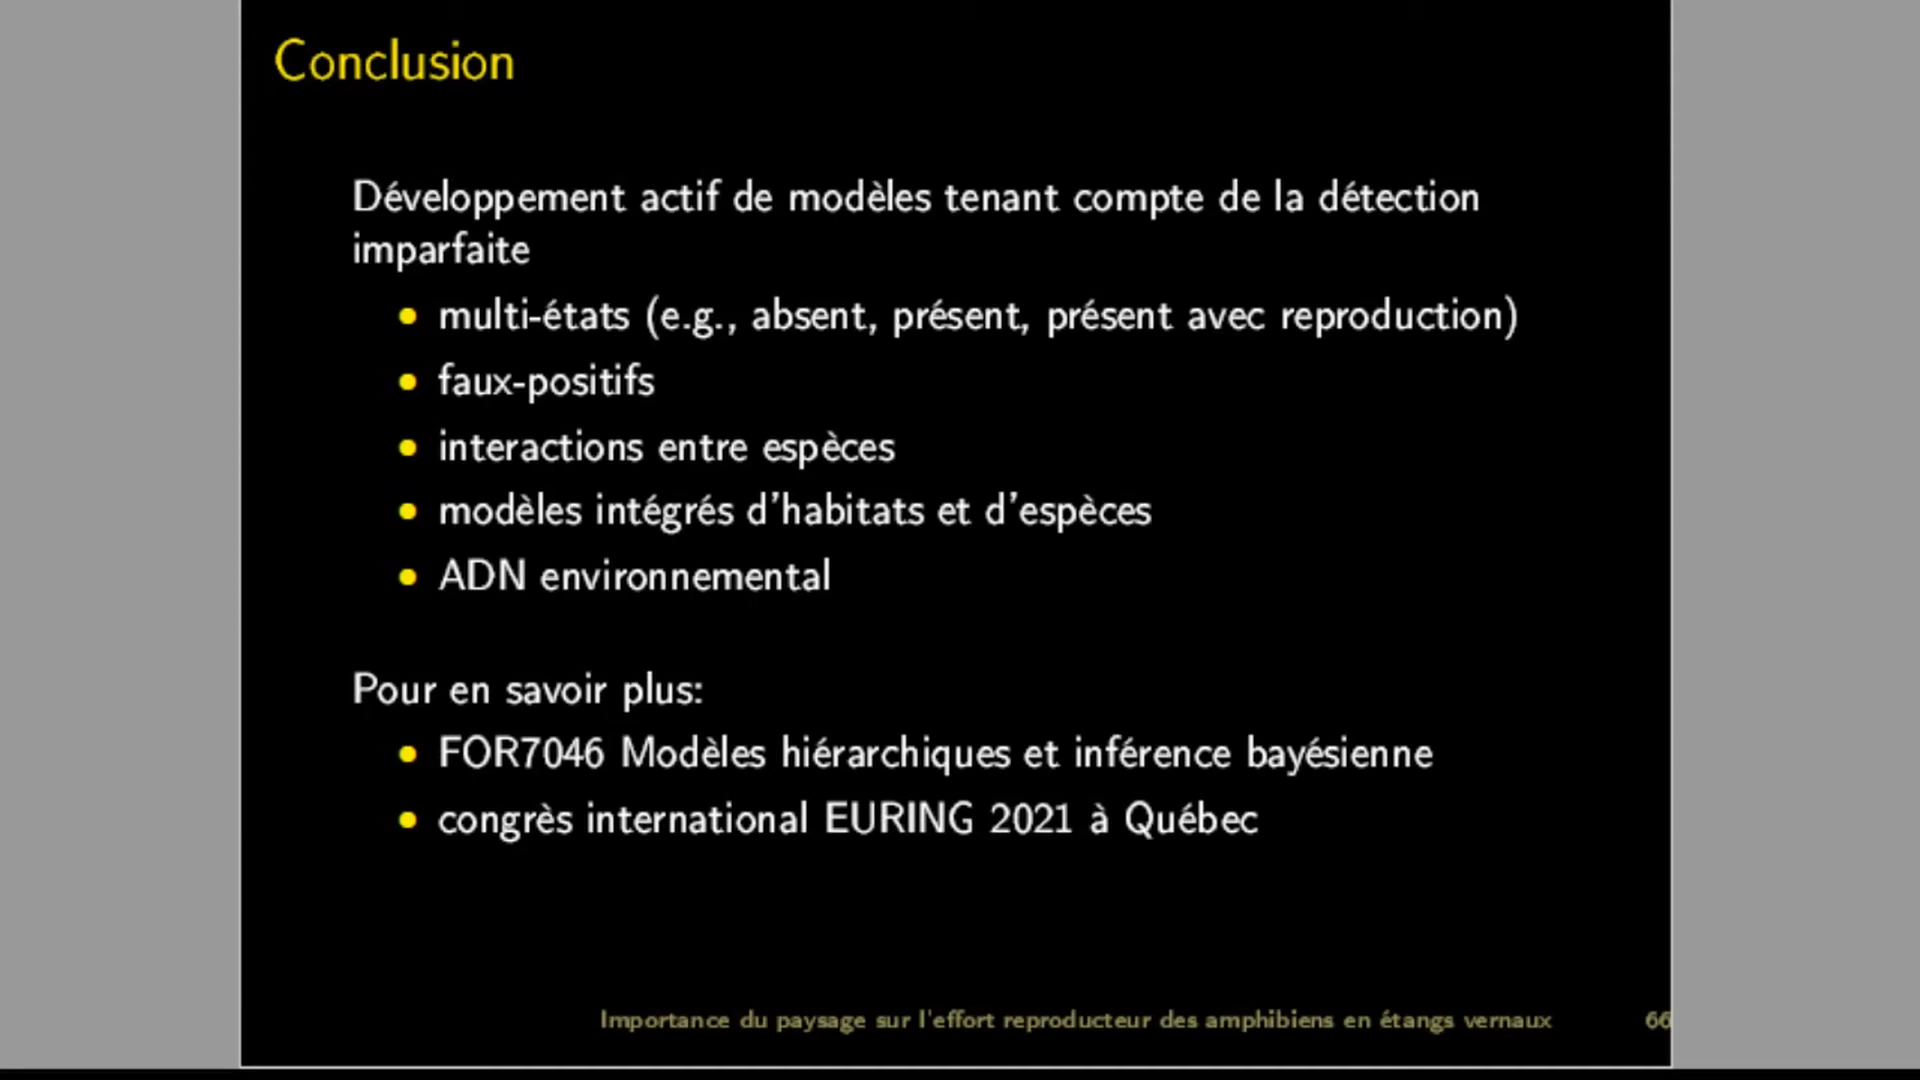 Conclusion
Développement actif de modèles tenant compte de la détection
imparfaite
• multi-états (e.g., absent, présent, présent avec reproduction)
• faux-positifs
• interactions entre espèces
• modèles intégrés d'habitats et d'espèces
• ADN environnemental
Pour en savoir plus:
• FOR7046 Modèles hiérarchiques et inférence bayésienne
• congrès international EURING 2021 à Québec
Importance du paysage sur l'effort reproducteur des amphibiens en étangs vernaux 66